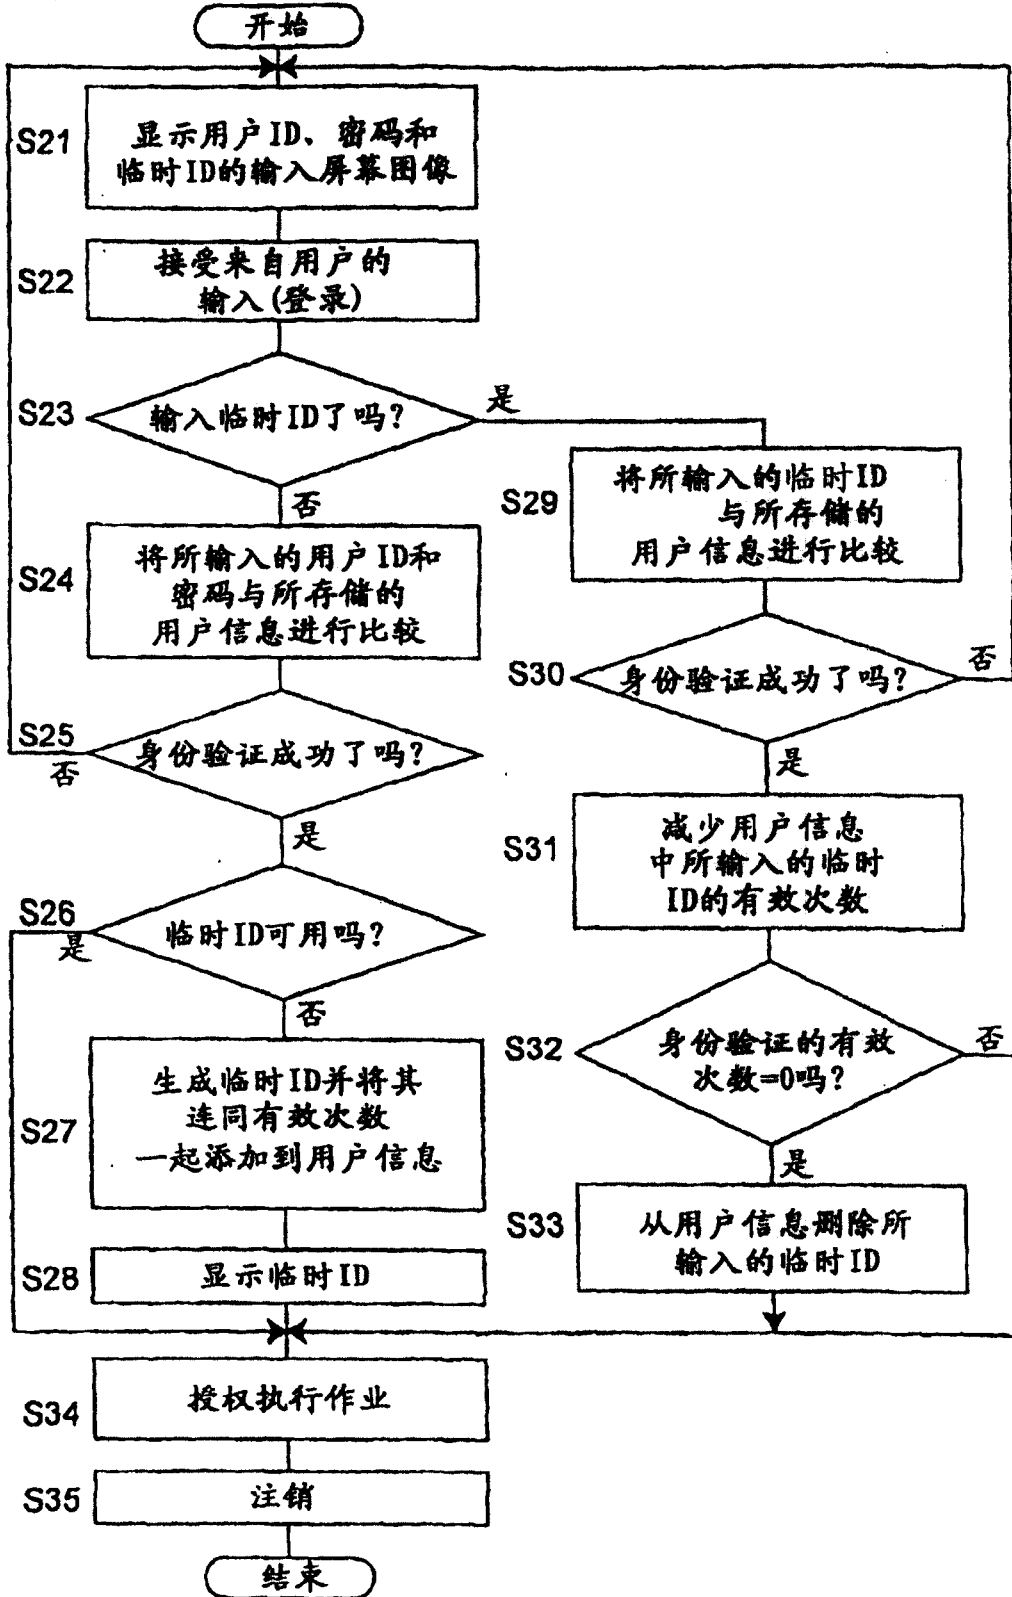 开始
S21
显示用户ID、密码和
临时ID的输入屏幕图像
S22
接受来自用户的
输入(登录)
S23
输入临时ID了吗?
是
否
S24
将所输入的用户ID和
密码与所存储的
用户信息进行比较
S25
身份验证成功了吗?
否
是
S26
临时ID可用吗?
是
否
S27
生成临时ID并将其
连同有效次数
一起添加到用户信息
S28
显示临时ID
S29
将所输入的临时ID
与所存储的
用户信息进行比较
S30
身份验证成功了吗?
否
是
S31
减少用户信息
中所输入的临时
ID的有效次数
S32
身份验证的有效
次数=0吗?
否
是
S33
从用户信息删除所
输入的临时ID
S34
授权执行作业
S35
注销
结束